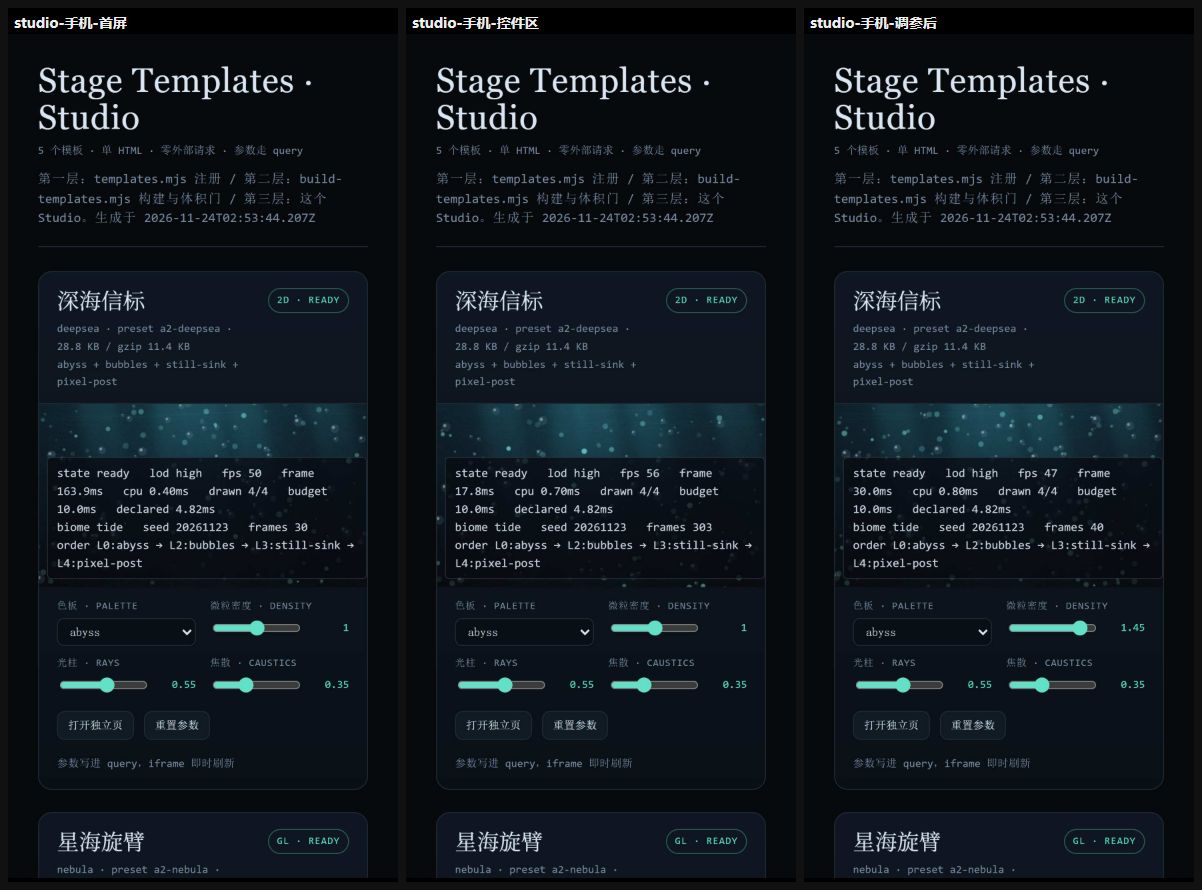 studio-手机-首屏
Stage Templates ·
Studio
5 个模板 · 单 HTML · 零外部请求 · 参数走 query
第一层：templates.mjs 注册 / 第二层：build-
templates.mjs 构建与体积门 / 第三层：这个
Studio。生成于 2026-11-24T02:53:44.207Z
深海信标
2D · READY
deepsea · preset a2-deepsea ·
28.8 KB / gzip 11.4 KB
abyss + bubbles + still-sink +
pixel-post
state ready lod high fps 50 frame
163.9ms cpu 0.40ms drawn 4/4 budget
10.0ms declared 4.82ms
biome tide seed 20261123 frames 30
order L0:abyss → L2:bubbles → L3:still-sink →
L4:pixel-post
色板 · PALETTE
微粒密度 · DENSITY
abyss
1
光柱 · RAYS
焦散 · CAUSTICS
0.55
0.35
打开独立页
重置参数
参数写进 query，iframe 即时刷新
星海旋臂
GL · READY
nebula · preset a2-nebula ·
studio-手机-控件区
Stage Templates ·
Studio
5 个模板 · 单 HTML · 零外部请求 · 参数走 query
第一层：templates.mjs 注册 / 第二层：build-
templates.mjs 构建与体积门 / 第三层：这个
Studio。生成于 2026-11-24T02:53:44.207Z
深海信标
2D · READY
deepsea · preset a2-deepsea ·
28.8 KB / gzip 11.4 KB
abyss + bubbles + still-sink +
pixel-post
state ready lod high fps 56 frame
17.8ms cpu 0.70ms drawn 4/4 budget
10.0ms declared 4.82ms
biome tide seed 20261123 frames 303
order L0:abyss → L2:bubbles → L3:still-sink →
L4:pixel-post
色板 · PALETTE
微粒密度 · DENSITY
abyss
1
光柱 · RAYS
焦散 · CAUSTICS
0.55
0.35
打开独立页
重置参数
参数写进 query，iframe 即时刷新
星海旋臂
GL · READY
nebula · preset a2-nebula ·
studio-手机-调参后
Stage Templates ·
Studio
5 个模板 · 单 HTML · 零外部请求 · 参数走 query
第一层：templates.mjs 注册 / 第二层：build-
templates.mjs 构建与体积门 / 第三层：这个
Studio。生成于 2026-11-24T02:53:44.207Z
深海信标
2D · READY
deepsea · preset a2-deepsea ·
28.8 KB / gzip 11.4 KB
abyss + bubbles + still-sink +
pixel-post
state ready lod high fps 47 frame
30.0ms cpu 0.80ms drawn 4/4 budget
10.0ms declared 4.82ms
biome tide seed 20261123 frames 40
order L0:abyss → L2:bubbles → L3:still-sink →
L4:pixel-post
色板 · PALETTE
微粒密度 · DENSITY
abyss
1.45
光柱 · RAYS
焦散 · CAUSTICS
0.55
0.35
打开独立页
重置参数
参数写进 query，iframe 即时刷新
星海旋臂
GL · READY
nebula · preset a2-nebula ·